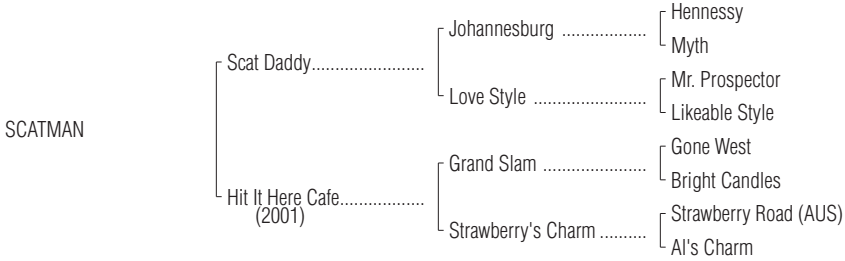 Hennessy
Johannesburg ..................
Myth
Scat Daddy........................
Mr. Prospector
Love Style ........................
Likeable Style
SCATMAN
Gone West
Grand Slam ......................
Bright Candles
Hit It Here Cafe..................
(2001)
Strawberry Road (AUS)
Strawberry's Charm ..........
Al's Charm